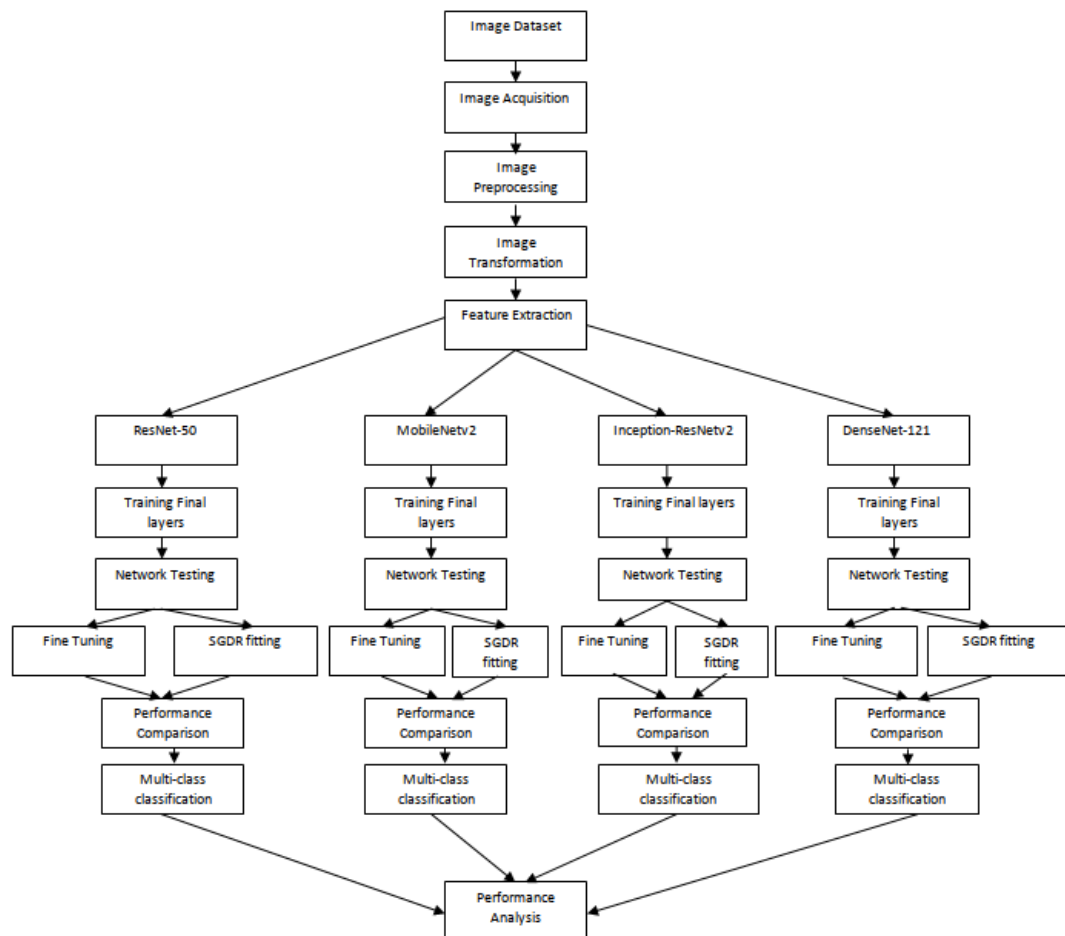 Image Dataset
Image Acquisition
Image
Preprocessing
Image
Transformation
Feature Extraction
ResNet-50
MobileNetv2
Inception-ResNetv2
DenseNet-121
Training Final
layers
Training Final
layers
Training Final layers
Training Final
layers
Network Testing
Network Testing
Network Testing
Network Testing
Fine Tuning
SGDR fitting
Fine Tuning
SGDR
fitting
Fine Tuning
SGDR
fitting
Fine Tuning
SGDR fitting
Performance
Comparison
Performance
Comparison
Performance
Comparison
Performance
Comparison
Multi-class
classification
Multi-class
classification
Multi-class
classification
Multi-class
classification
Performance
Analysis